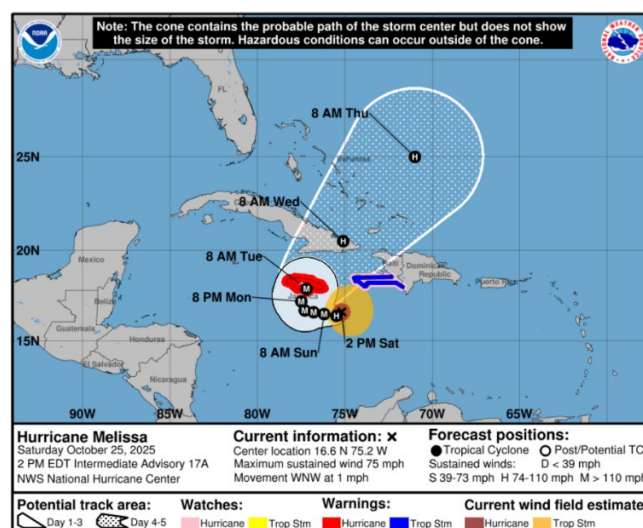 Note: The cone contains the probable path of the storm center but does not show
the size of the storm. Hazardous conditions can occur outside of the cone.
NOAA
FL
8 AM Thu
25N
Bahamas
8 AM Wed
Mexico
20N
8 AM Tue
Haiti
Dominican
Republic
Puerto Rico
Belize
8 PM Mon
Jamaica
Guatemala
Honduras
15N
8 AM Sun
2 PM Sat
El Salvador
Nicaragua
H
H
M
M
M
M
M
H
90W
85W
80W
75W
70W
65W
Hurricane Melissa
Saturday October 25, 2025
2 PM EDT Intermediate Advisory 17A
NWS National Hurricane Center
Current information: ×
Center location 16.6 N 75.2 W
Maximum sustained wind 75 mph
Movement WNW at 1 mph
Forecast positions:
Tropical Cyclone Post/Potential TC
Sustained winds: D < 39 mph
S 39-73 mph H 74-110 mph M > 110 mph
Potential track area:
Day 1-3 Day 4-5
Watches:
Hurricane Trop Stm
Warnings:
Hurricane Trop Stm
Current wind field estimat
Hurricane Trop Stm